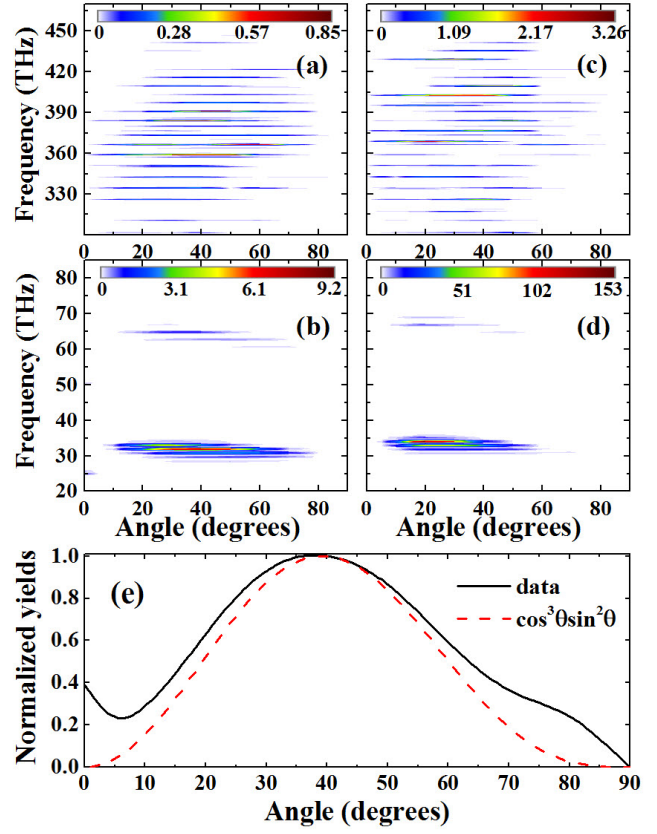 0 0.28 0.57 0.85
(a)
450
420
390
360
330
0 20 40 60 80
Frequency (THz)
0 1.09 2.17 3.26
(c)
0 20 40 60 80
0 3.1 6.1 9.2
(b)
80
70
60
50
40
30
20
0 20 40 60 80
Frequency (THz)
Angle (degrees)
0 51 102 153
(d)
0 20 40 60 80
Angle (degrees)
(e)
data
cos³θsin²θ
1.0
0.8
0.6
0.4
0.2
0.0
0 10 20 30 40 50 60 70 80 90
Normalized yields
Angle (degrees)